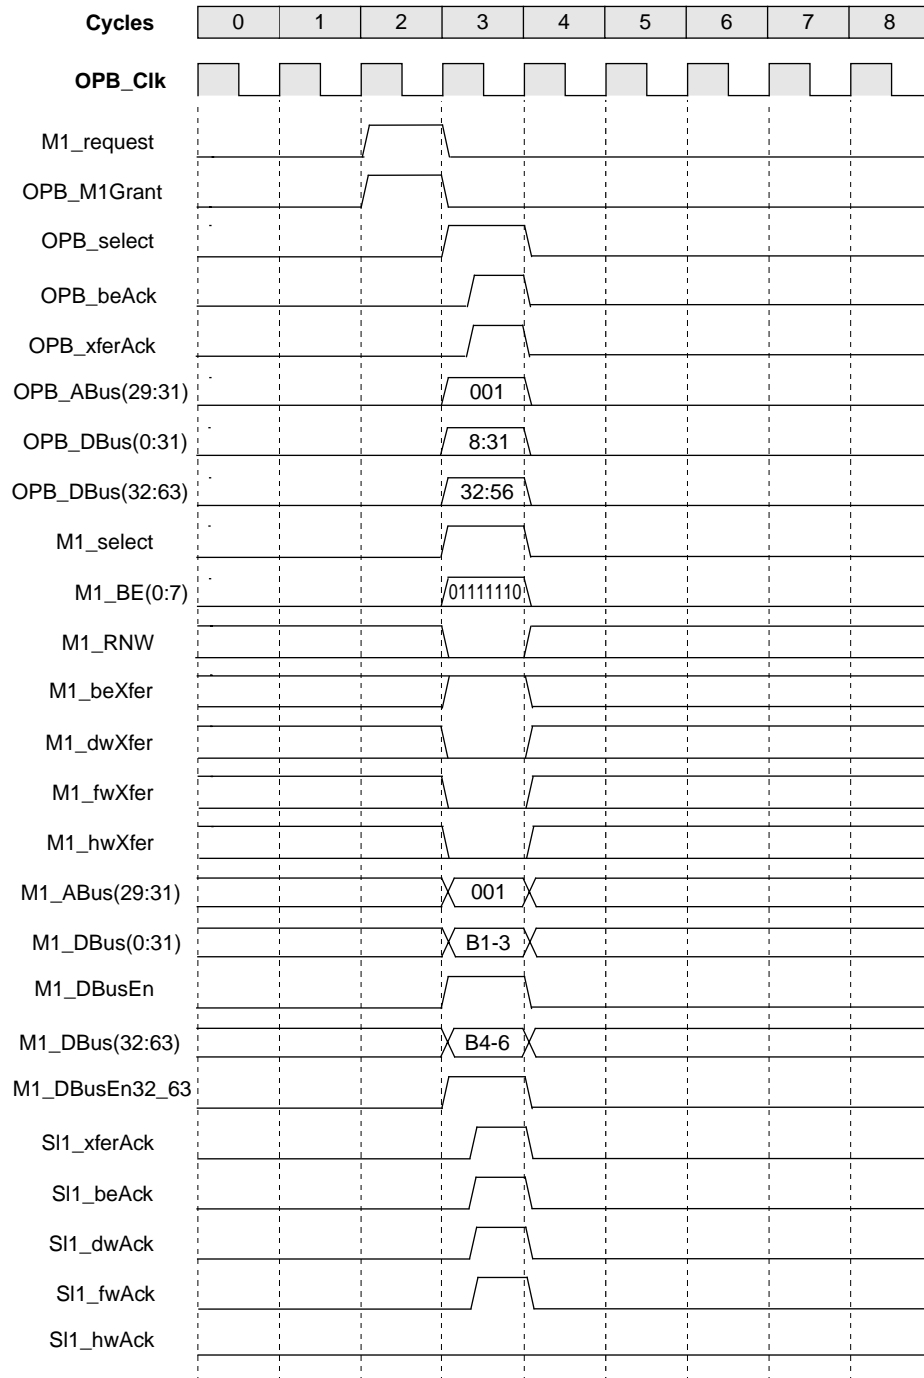 Cycles 0 1 2 3 4 5 6 7 8
OPB_Clk
M1_request
OPB_M1Grant
OPB_select
OPB_beAck
OPB_xferAck
OPB_ABus(29:31) 001
OPB_DBus(0:31) 8:31
OPB_DBus(32:63) 32:56
M1_select
M1_BE(0:7) 01111110
M1_RNW
M1_beXfer
M1_dwXfer
M1_fwXfer
M1_hwXfer
M1_ABus(29:31) 001
M1_DBus(0:31) B1-3
M1_DBusEn
M1_DBus(32:63) B4-6
M1_DBusEn32_63
Sl1_xferAck
Sl1_beAck
Sl1_dwAck
Sl1_fwAck
Sl1_hwAck